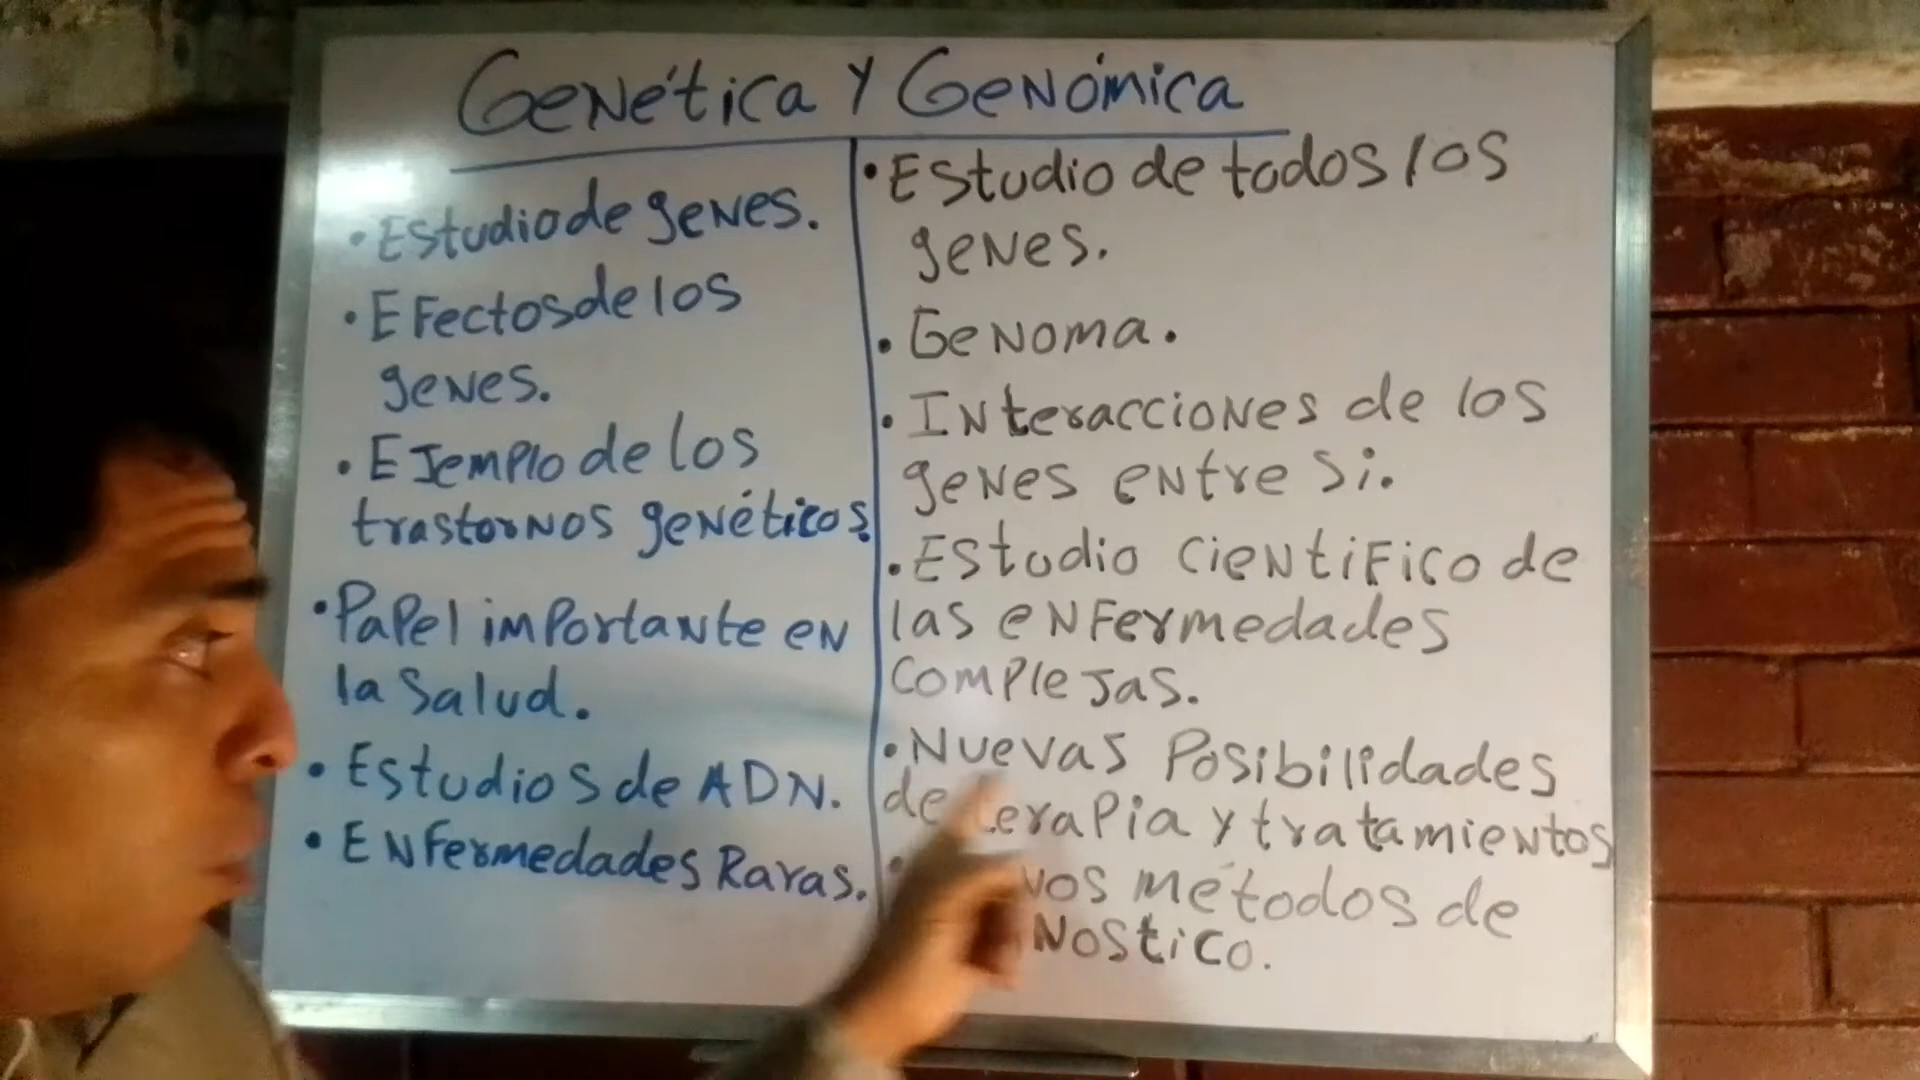 Genética y Genómica
• Estudio de genes.
• Efectos de los
genes.
• Ejemplo de los
trastornos genéticos.
• Papel importante en
la salud.
• Estudios de ADN.
• Enfermedades Raras.
• Estudio de todos los
genes.
• Genoma.
• Interacciones de los
genes entre si.
• Estudio cientifico de
las enfermedades
complejas.
• Nuevas Posibilidades
de terapia y tratamientos
métodos de